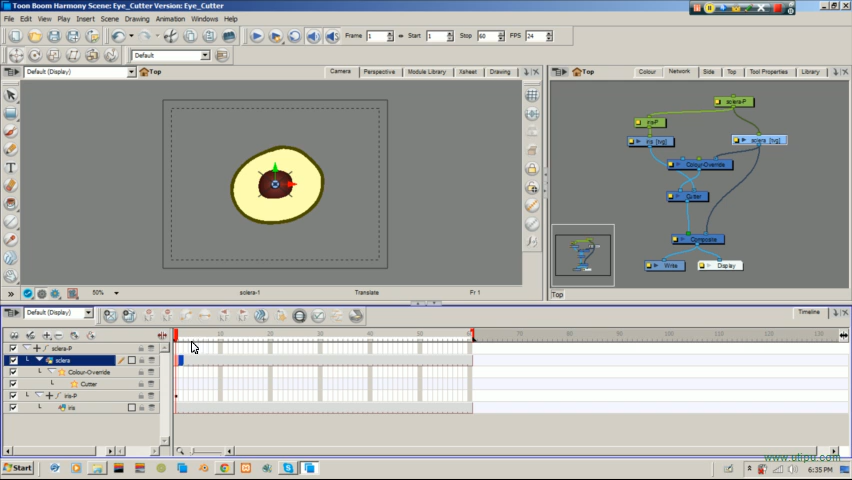 Toon Boom Harmony Scene: Eye_Cutter Version: Eye_Cutter
File Edit View Play Insert Scene Drawing Animation Windows Help
Frame 1 Start 1 Stop 60 FPS 24
Default
Default (Display) Top Camera Perspective Module Library Xsheet Drawing
Top Colour Network Side Top Tool Properties Library
sclera-P
iris-P
iris [tvg] sclera [tvg]
Colour-Override
Cutter
Composite
Write Display
50% sclera-1 Translate Fr 1
Top
Default (Display) Timeline
10 20 30 40 50 60 70 80 90 100 110 120 130
sclera-P
sclera
Colour-Override
Cutter
iris-P
iris
www.utipu.com
Start 6:35 PM